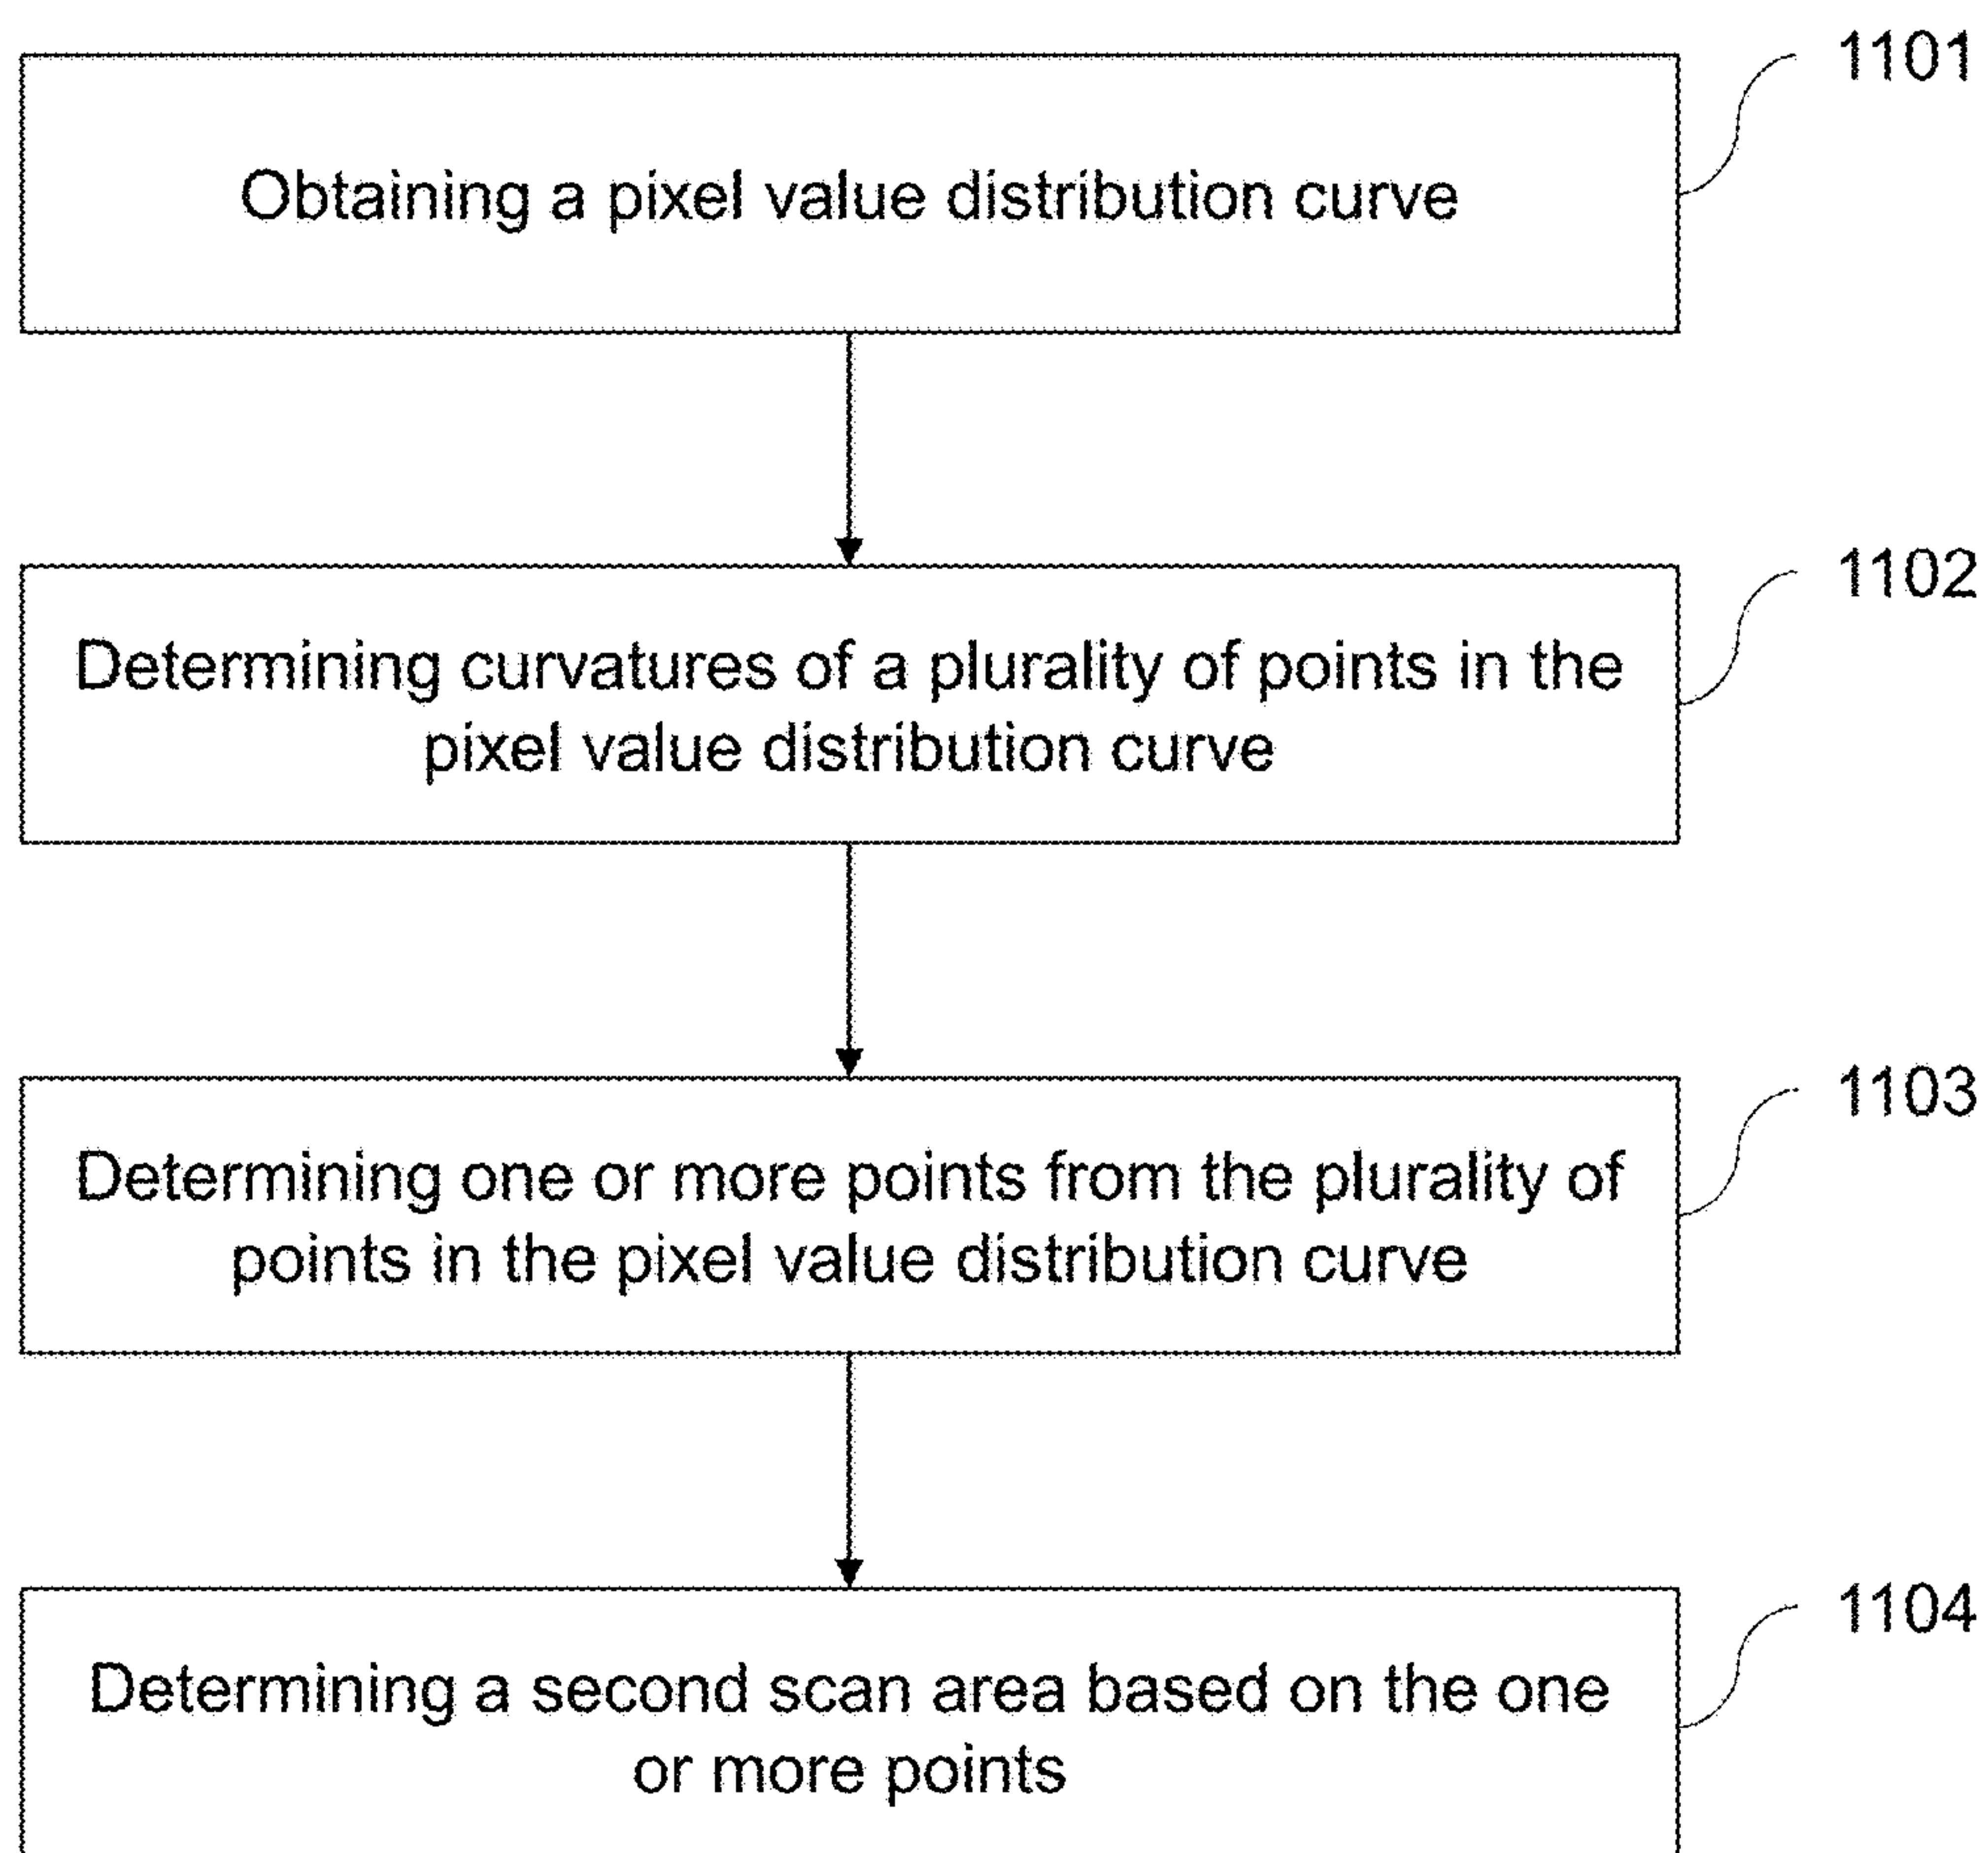 1101
Obtaining a pixel value distribution curve
1102
Determining curvatures of a plurality of points in the
pixel value distribution curve
1103
Determining one or more points from the plurality of
points in the pixel value distribution curve
1104
Determining a second scan area based on the one
or more points